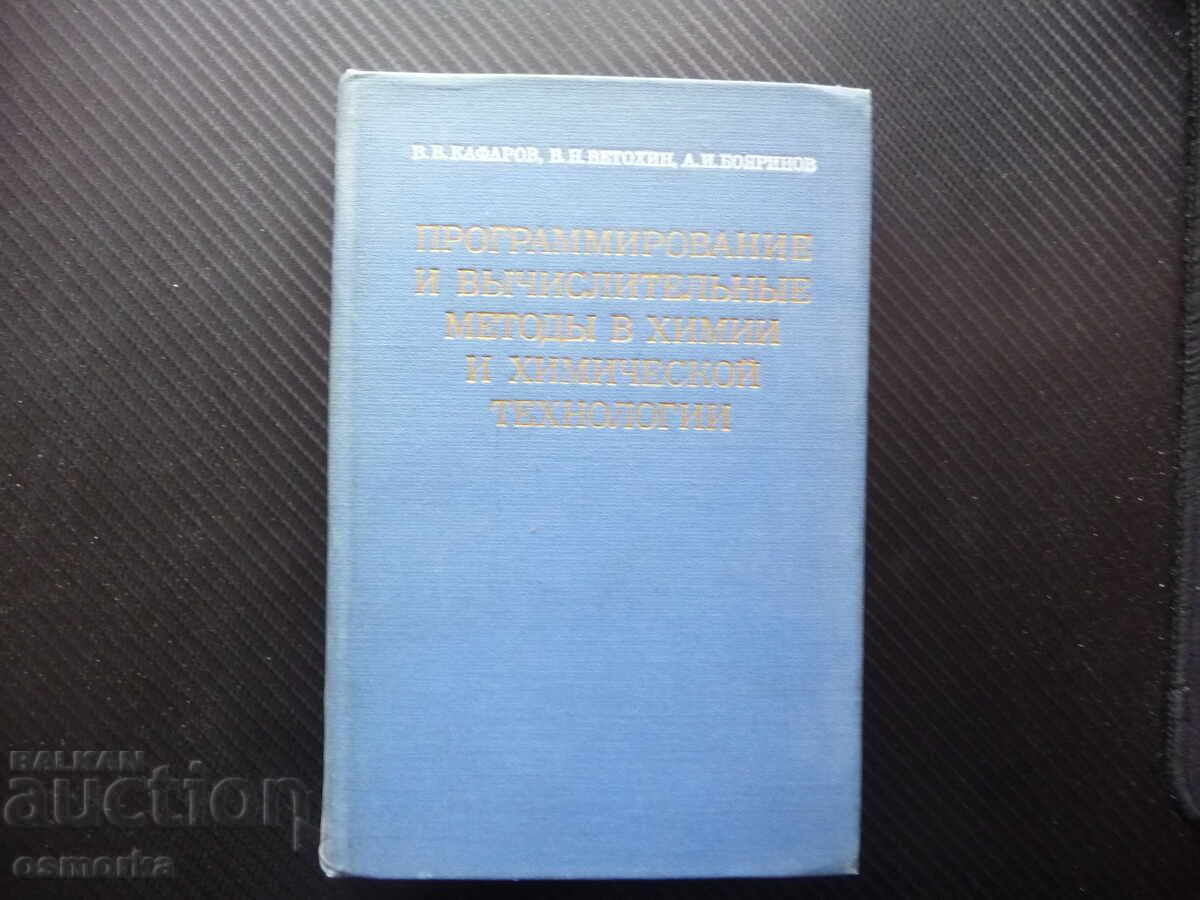 В. В. КАФАРОВ, В. Н. ВЕТОХИН, А. И. БОЯРИНОВ
ПРОГРАММИРОВАНИЕ
И ВЫЧИСЛИТЕЛЬНЫЕ
МЕТОДЫ В ХИМИИ
И ХИМИЧЕСКОЙ
ТЕХНОЛОГИИ
BALKAN
auction
osmorka